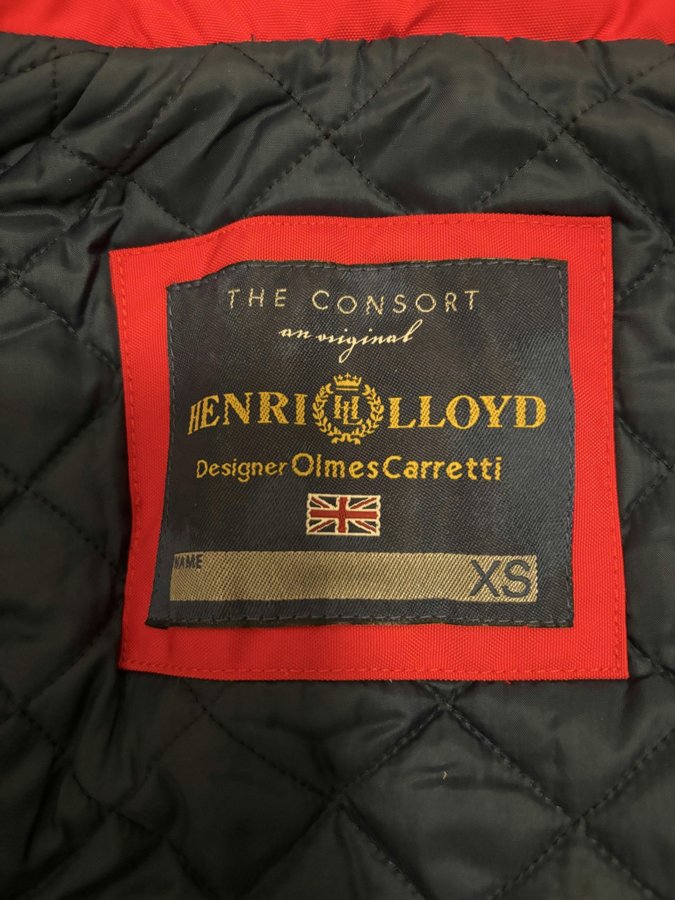 THE CONSORT
an original
HENRI HL LLOYD
Designer Olmes Carretti
NAME
XS